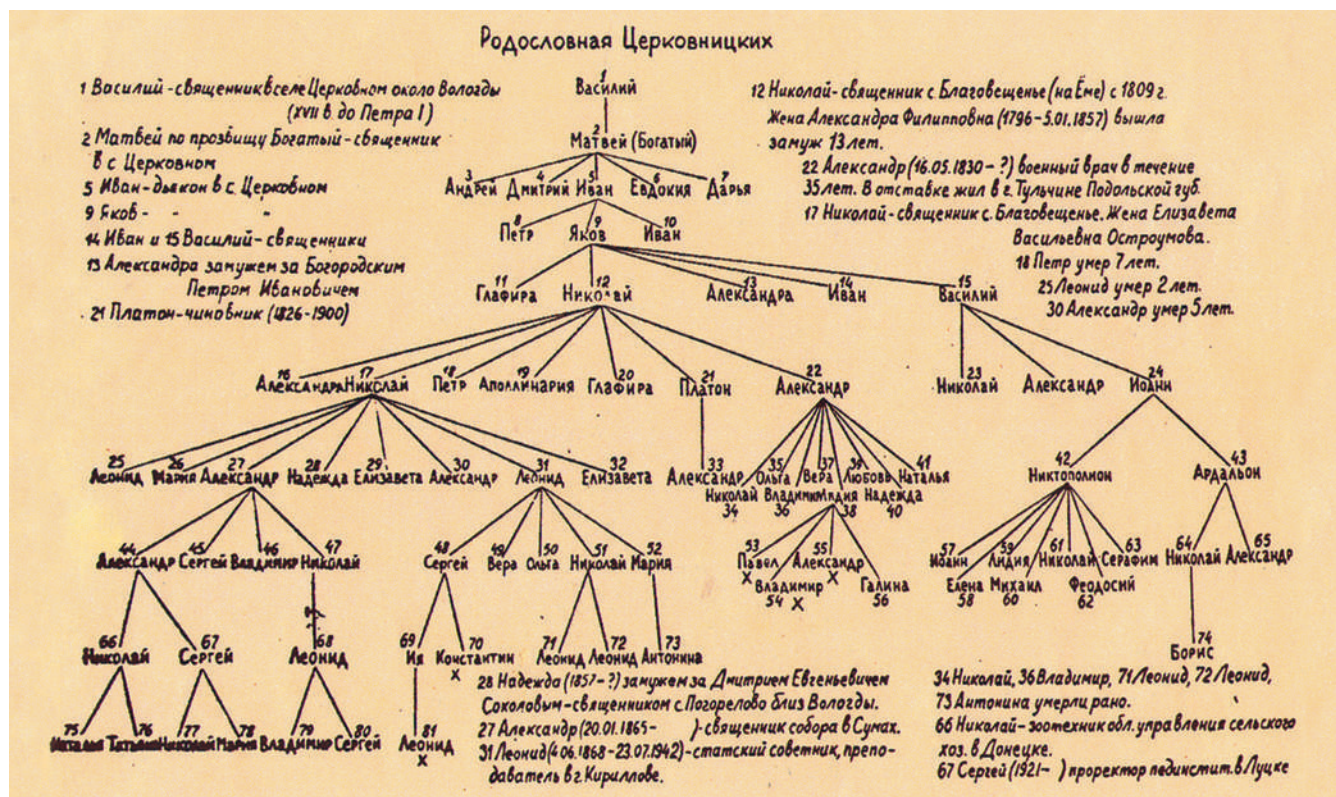 Родословная Церковницких
1 Василий - священник в селе Церковном около Вологды
(XVII в. до Петра I)
2 Матвей по прозвищу Богатый - священник
в с Церковном
5 Иван - дьякон в с. Церковном
9 Яков - - "
14 Иван и 15 Василий - священники
13 Александра замужем за Богородским
Петром Ивановичем
21 Платон - чиновник (1826-1900)
12 Николай - священник с. Благовещенье (на Ёме) с 1809 г.
Жена Александра Филипповна (1796-5.01.1857) вышла
замуж 13 лет.
22 Александр (16.05.1830 - ?) военный врач в течение
35 лет. В отставке жил в г. Тульчине Подольской губ.
17 Николай - священник с. Благовещенье. Жена Елизавета
Васильевна Остроумова.
18 Петр умер 7 лет.
25 Леонид умер 2 лет.
30 Александр умер 5 лет.
1
Василий
2
Матвей (Богатый)
3 4 5 6 7
Андрей Дмитрий Иван Евдокия Дарья
8 9 10
Петр Яков Иван
11 12 13 14 15
Глафира Николай Александра Иван Василий
16 17 18 19 20 21 22 23 24
Александра Николай Петр Аполлинария Глафира Платон Александр Николай Александр Иоанн
25 26 27 28 29 30 31 32 33 35 37 39 41 42 43
Леонид Мария Александр Надежда Елизавета Александр Леонид Елизавета Александр Ольга Вера Любовь Наталья Никтополион Ардальон
Николай Владимир Лидия Надежда
34 36 38 40
44 45 46 47 48 49 50 51 52 53 55 57 59 61 63 64 65
Александр Сергей Владимир Николай Сергей Вера Ольга Николай Мария Павел Александр Иоанн Лидия Николай Серафим Николай Александр
X X
Владимир Галина Елена Михаил Феодосий
54 X 56 58 60 62
66 67 68 69 70 71 72 73 74
Николай Сергей Леонид Ия Константин Леонид Леонид Антонина Борис
X
75 76 77 78 79 80 81
Наталья Татьяна Николай Мария Владимир Сергей Леонид
X
28 Надежда (1857 - ?) замужем за Дмитрием Евгеньевичем
Соколовым - священником с. Погорелово близ Вологды.
27 Александр (20.01.1865 - ) - священник собора в Сумах.
31 Леонид (4 06.1868 - 23.07.1942) - статский советник, препо-
даватель в г. Кириллове.
34 Николай, 36 Владимир, 71 Леонид, 72 Леонид,
73 Антонина умерли рано.
66 Николай - зоотехник обл. управления сельского
хоз. в Донецке.
67 Сергей (1921 - ) проректор пединстит. в Луцке